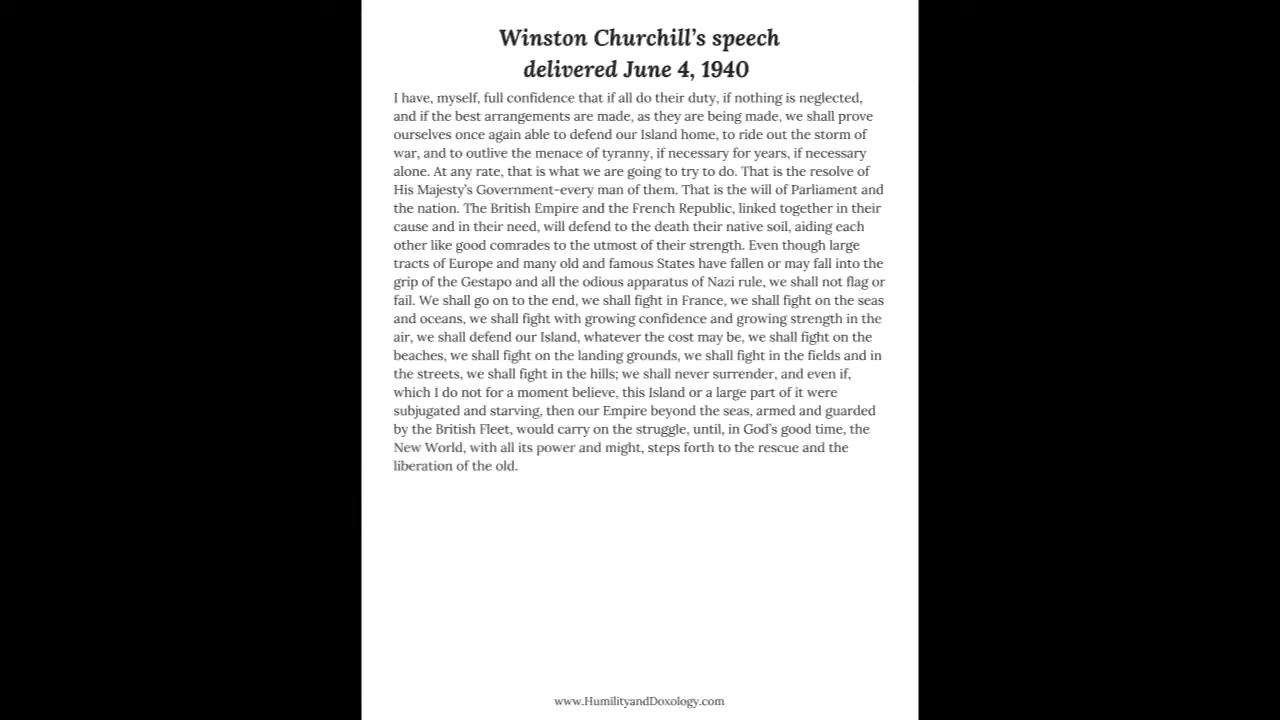 Winston Churchill’s speech
delivered June 4, 1940
I have, myself, full confidence that if all do their duty, if nothing is neglected,
and if the best arrangements are made, as they are being made, we shall prove
ourselves once again able to defend our Island home, to ride out the storm of
war, and to outlive the menace of tyranny, if necessary for years, if necessary
alone. At any rate, that is what we are going to try to do. That is the resolve of
His Majesty’s Government-every man of them. That is the will of Parliament and
the nation. The British Empire and the French Republic, linked together in their
cause and in their need, will defend to the death their native soil, aiding each
other like good comrades to the utmost of their strength. Even though large
tracts of Europe and many old and famous States have fallen or may fall into the
grip of the Gestapo and all the odious apparatus of Nazi rule, we shall not flag or
fail. We shall go on to the end, we shall fight in France, we shall fight on the seas
and oceans, we shall fight with growing confidence and growing strength in the
air, we shall defend our Island, whatever the cost may be, we shall fight on the
beaches, we shall fight on the landing grounds, we shall fight in the fields and in
the streets, we shall fight in the hills; we shall never surrender, and even if,
which I do not for a moment believe, this Island or a large part of it were
subjugated and starving, then our Empire beyond the seas, armed and guarded
by the British Fleet, would carry on the struggle, until, in God’s good time, the
New World, with all its power and might, steps forth to the rescue and the
liberation of the old.
www.HumilityandDoxology.com